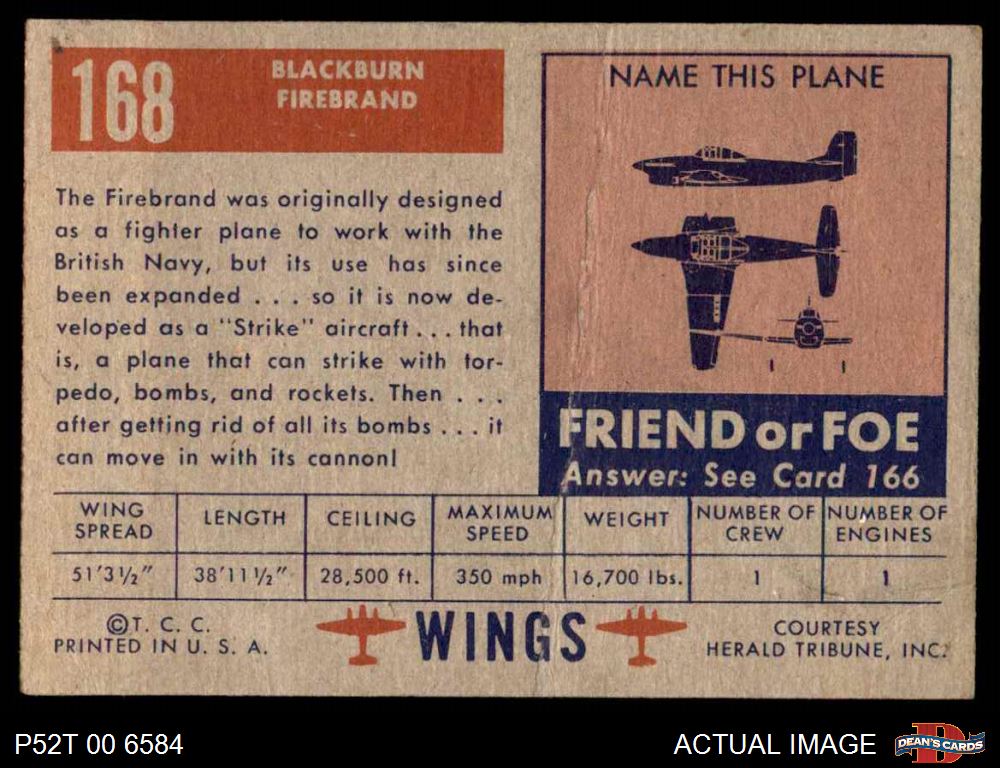 168
BLACKBURN
FIREBRAND
The Firebrand was originally designed
as a fighter plane to work with the
British Navy, but its use has since
been expanded . . . so it is now de-
veloped as a "Strike" aircraft . . . that
is, a plane that can strike with tor-
pedo, bombs, and rockets. Then . . .
after getting rid of all its bombs . . . it
can move in with its cannon!
NAME THIS PLANE
FRIEND or FOE
Answer: See Card 166
WING SPREAD LENGTH CEILING MAXIMUM SPEED WEIGHT NUMBER OF CREW NUMBER OF ENGINES
51'3½" 38'11½" 28,500 ft. 350 mph 16,700 lbs. 1 1
©T. C. C.
PRINTED IN U. S. A.
WINGS
COURTESY
HERALD TRIBUNE, INC.
P52T 00 6584
ACTUAL IMAGE
D
DEAN'S CARDS